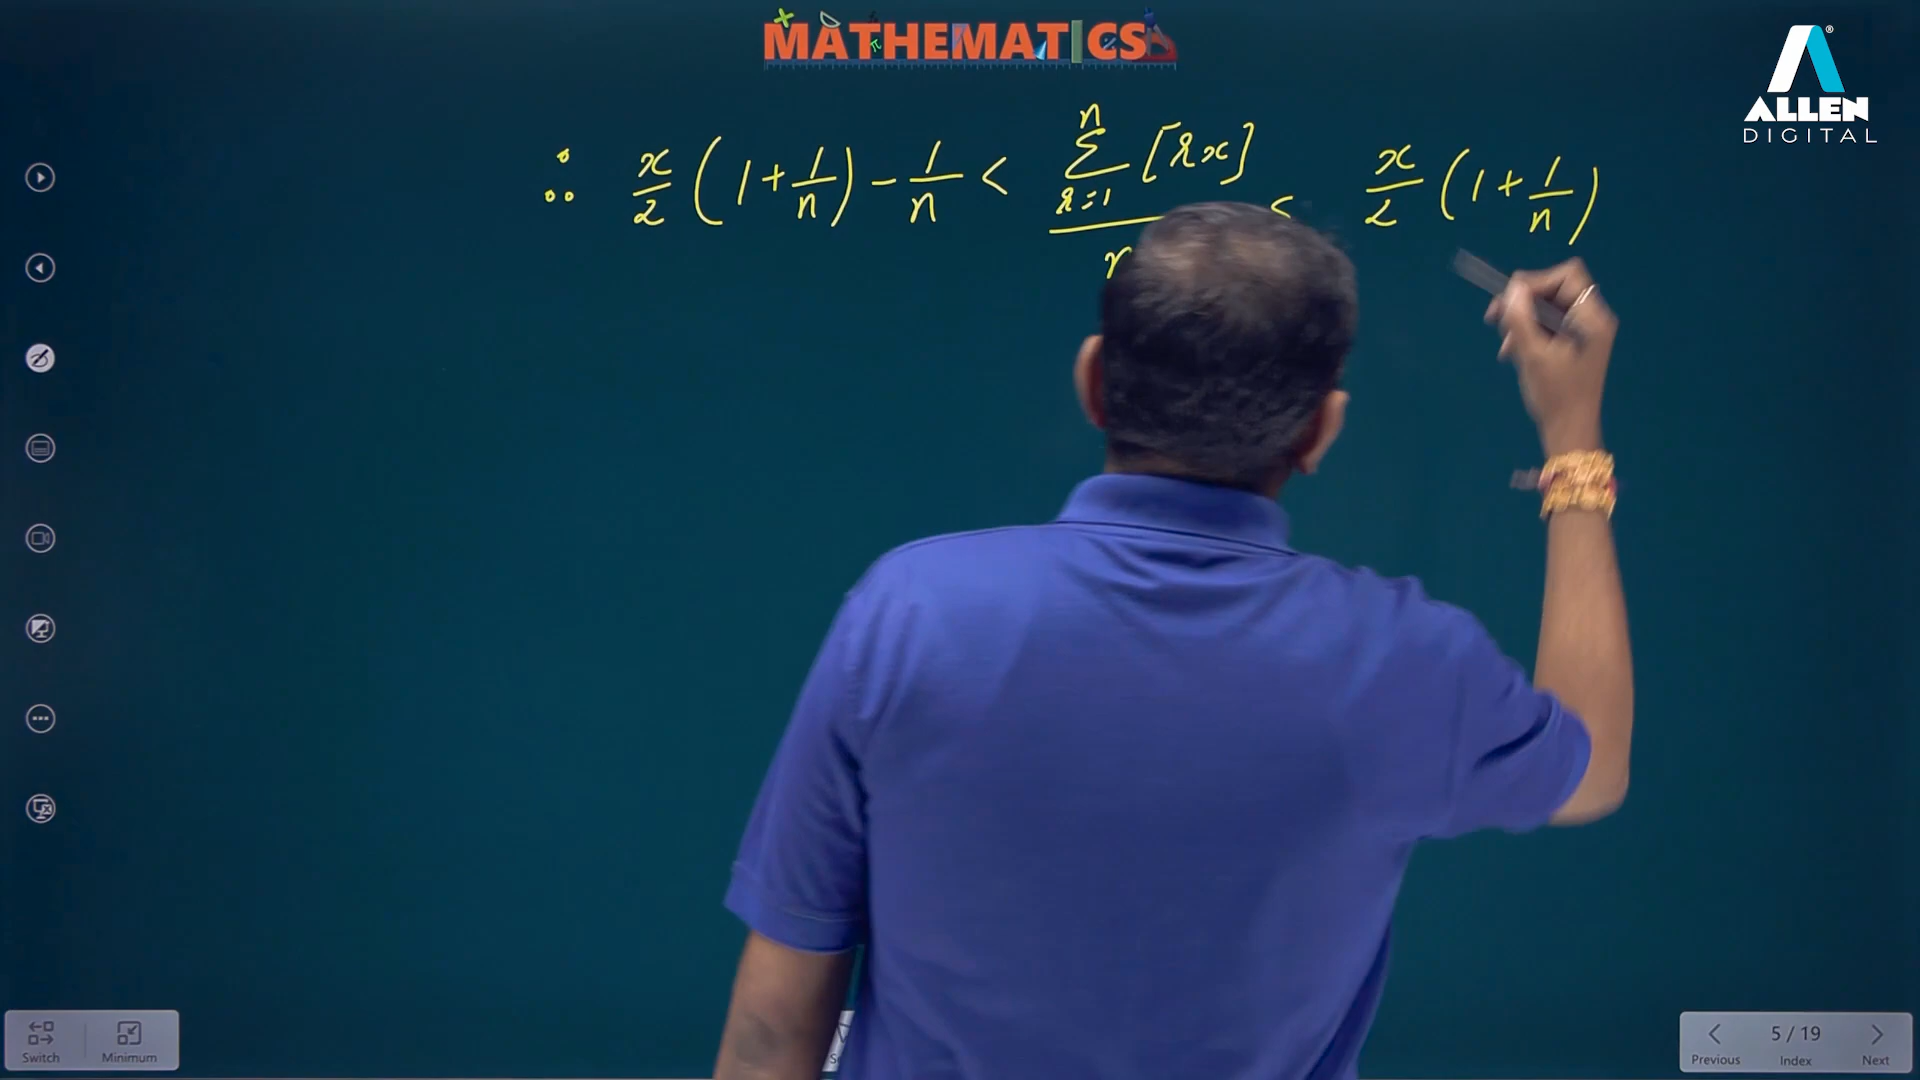 MATHEMATICS
ALLEN
DIGITAL
∴ x/2 (1 + 1/n) − 1/n < Σ_{r=1}^{n} [rx] / n ≤ x/2 (1 + 1/n)
Switch Minimum
Previous 5 / 19 Index Next